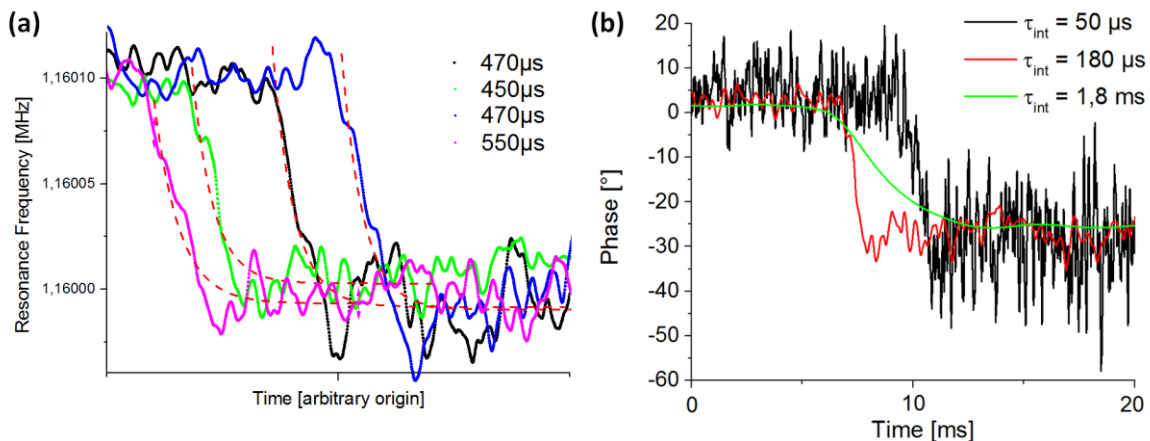 (a)
1,16010
1,16005
1,16000
Resonance Frequency [MHz]
Time [arbitrary origin]
470µs
450µs
470µs
550µs
(b)
20
10
0
-10
-20
-30
-40
-50
-60
Phase [°]
0
10
20
Time [ms]
τint = 50 µs
τint = 180 µs
τint = 1,8 ms